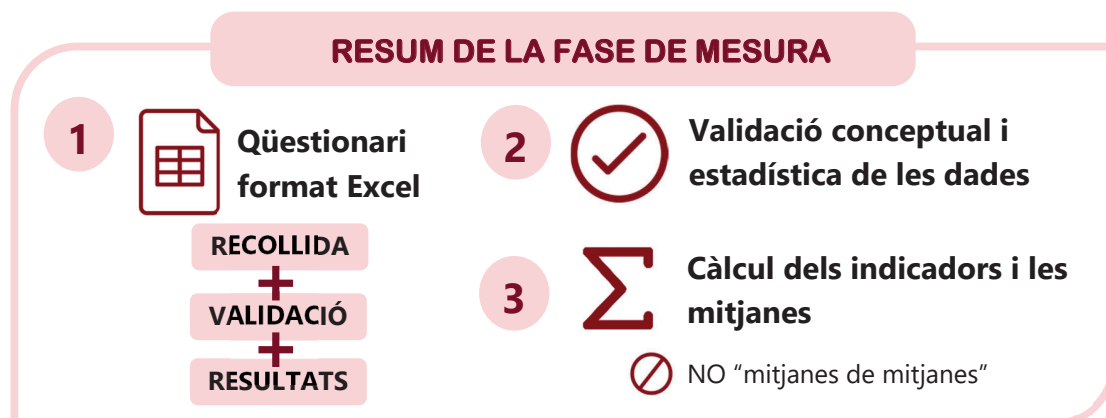 RESUM DE LA FASE DE MESURA
1
Qüestionari
format Excel
RECOLLIDA
+
VALIDACIÓ
+
RESULTATS
2
Validació conceptual i
estadística de les dades
3
Σ
Càlcul dels indicadors i les
mitjanes
NO “mitjanes de mitjanes”